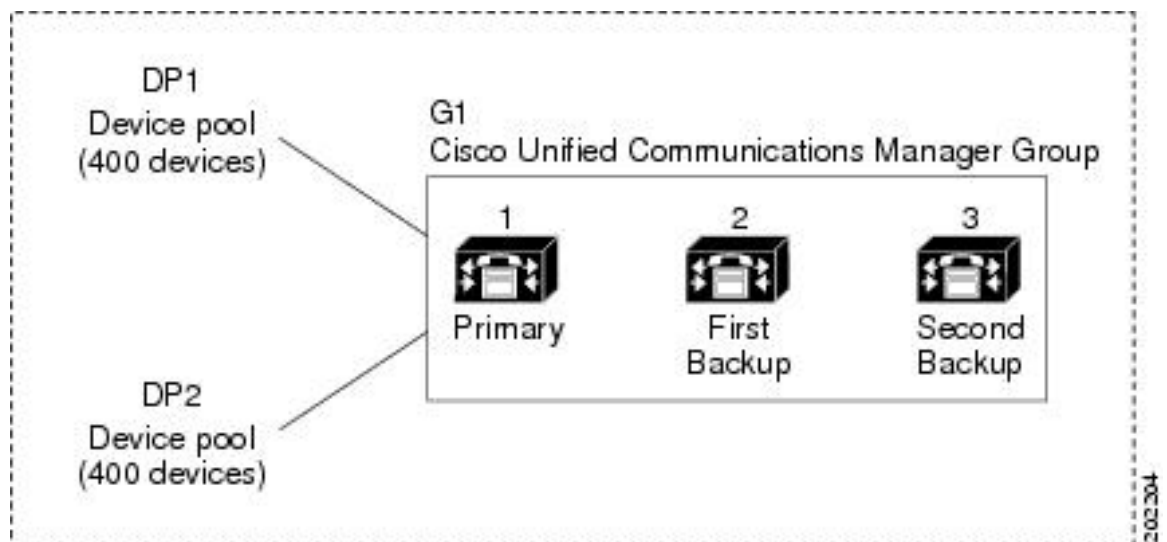 DP1
Device pool
(400 devices)
G1
Cisco Unified Communications Manager Group
1
2
3
Primary
First
Backup
Second
Backup
DP2
Device pool
(400 devices)
202304